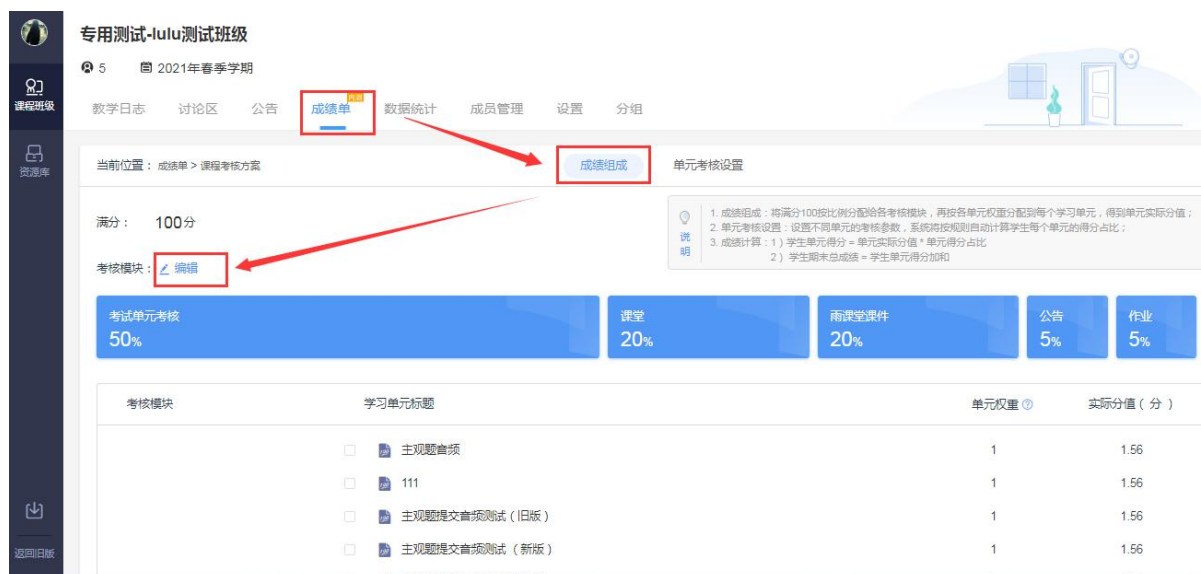 专用测试-lulu测试班级
5 2021年春季学期
课程班级
教学日志 讨论区 公告 成绩单 数据统计 成员管理 设置 分组
资源库
当前位置： 成绩单 > 课程考核方案 成绩组成 单元考核设置
满分： 100分
说明
1. 成绩组成：将满分100按比例分配给各考核模块，再按各单元权重分配到每个学习单元，得到单元实际分值；
2. 单元考核设置：设置不同单元的考核参数，系统将按规则自动计算学生每个单元的得分占比；
3. 成绩计算：1）学生单元得分 = 单元实际分值 * 单元得分占比
2）学生期末总成绩 = 学生单元得分加和
考核模块： 编辑
考试单元考核 课堂 雨课堂课件 公告 作业
50% 20% 20% 5% 5%
考核模块 学习单元标题 单元权重 实际分值（分）
主观题音频 1 1.56
111 1 1.56
主观题提交音频测试（旧版） 1 1.56
主观题提交音频测试 （新版） 1 1.56
返回旧版